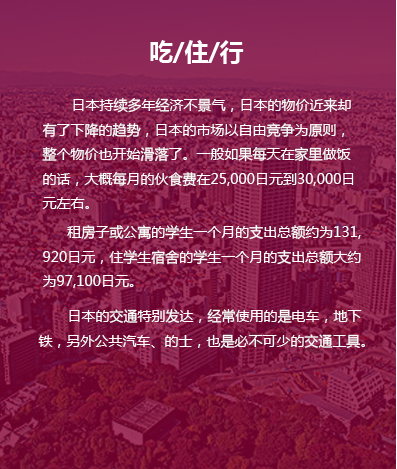 吃/住/行
日本持续多年经济不景气，日本的物价近来却
有了下降的趋势，日本的市场以自由竞争为原则，
整个物价也开始滑落了。一般如果每天在家里做饭
的话，大概每月的伙食费在25,000日元到30,000日
元左右。
租房子或公寓的学生一个月的支出总额约为131,
920日元，住学生宿舍的学生一个月的支出总额大约
为97,100日元。
日本的交通特别发达，经常使用的是电车，地下
铁，另外公共汽车、的士，也是必不可少的交通工具。